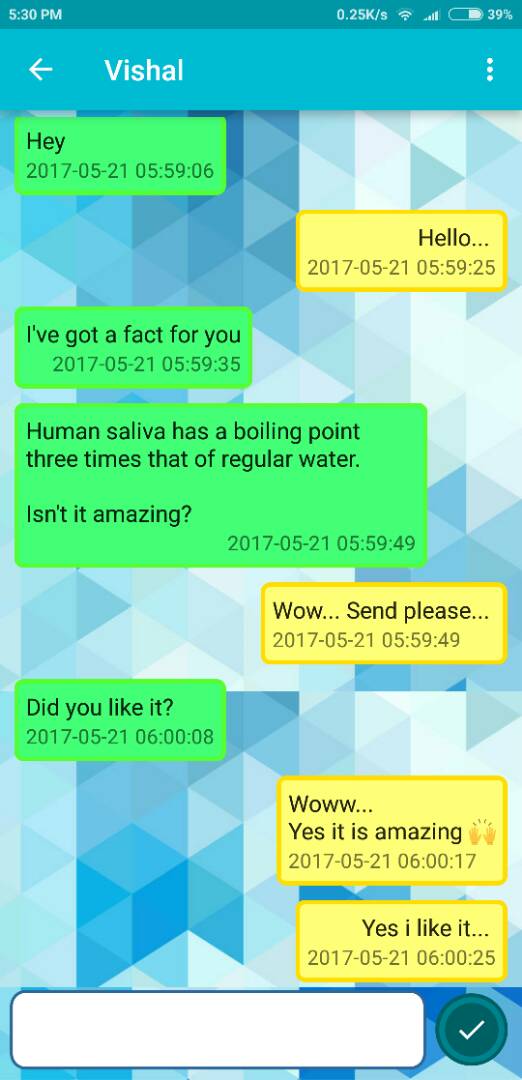 5:30 PM 0.25K/s 39%
Vishal
Hey
2017-05-21 05:59:06
Hello...
2017-05-21 05:59:25
I've got a fact for you
2017-05-21 05:59:35
Human saliva has a boiling point
three times that of regular water.
Isn't it amazing?
2017-05-21 05:59:49
Wow... Send please...
2017-05-21 05:59:49
Did you like it?
2017-05-21 06:00:08
Woww...
Yes it is amazing 🙌
2017-05-21 06:00:17
Yes i like it...
2017-05-21 06:00:25